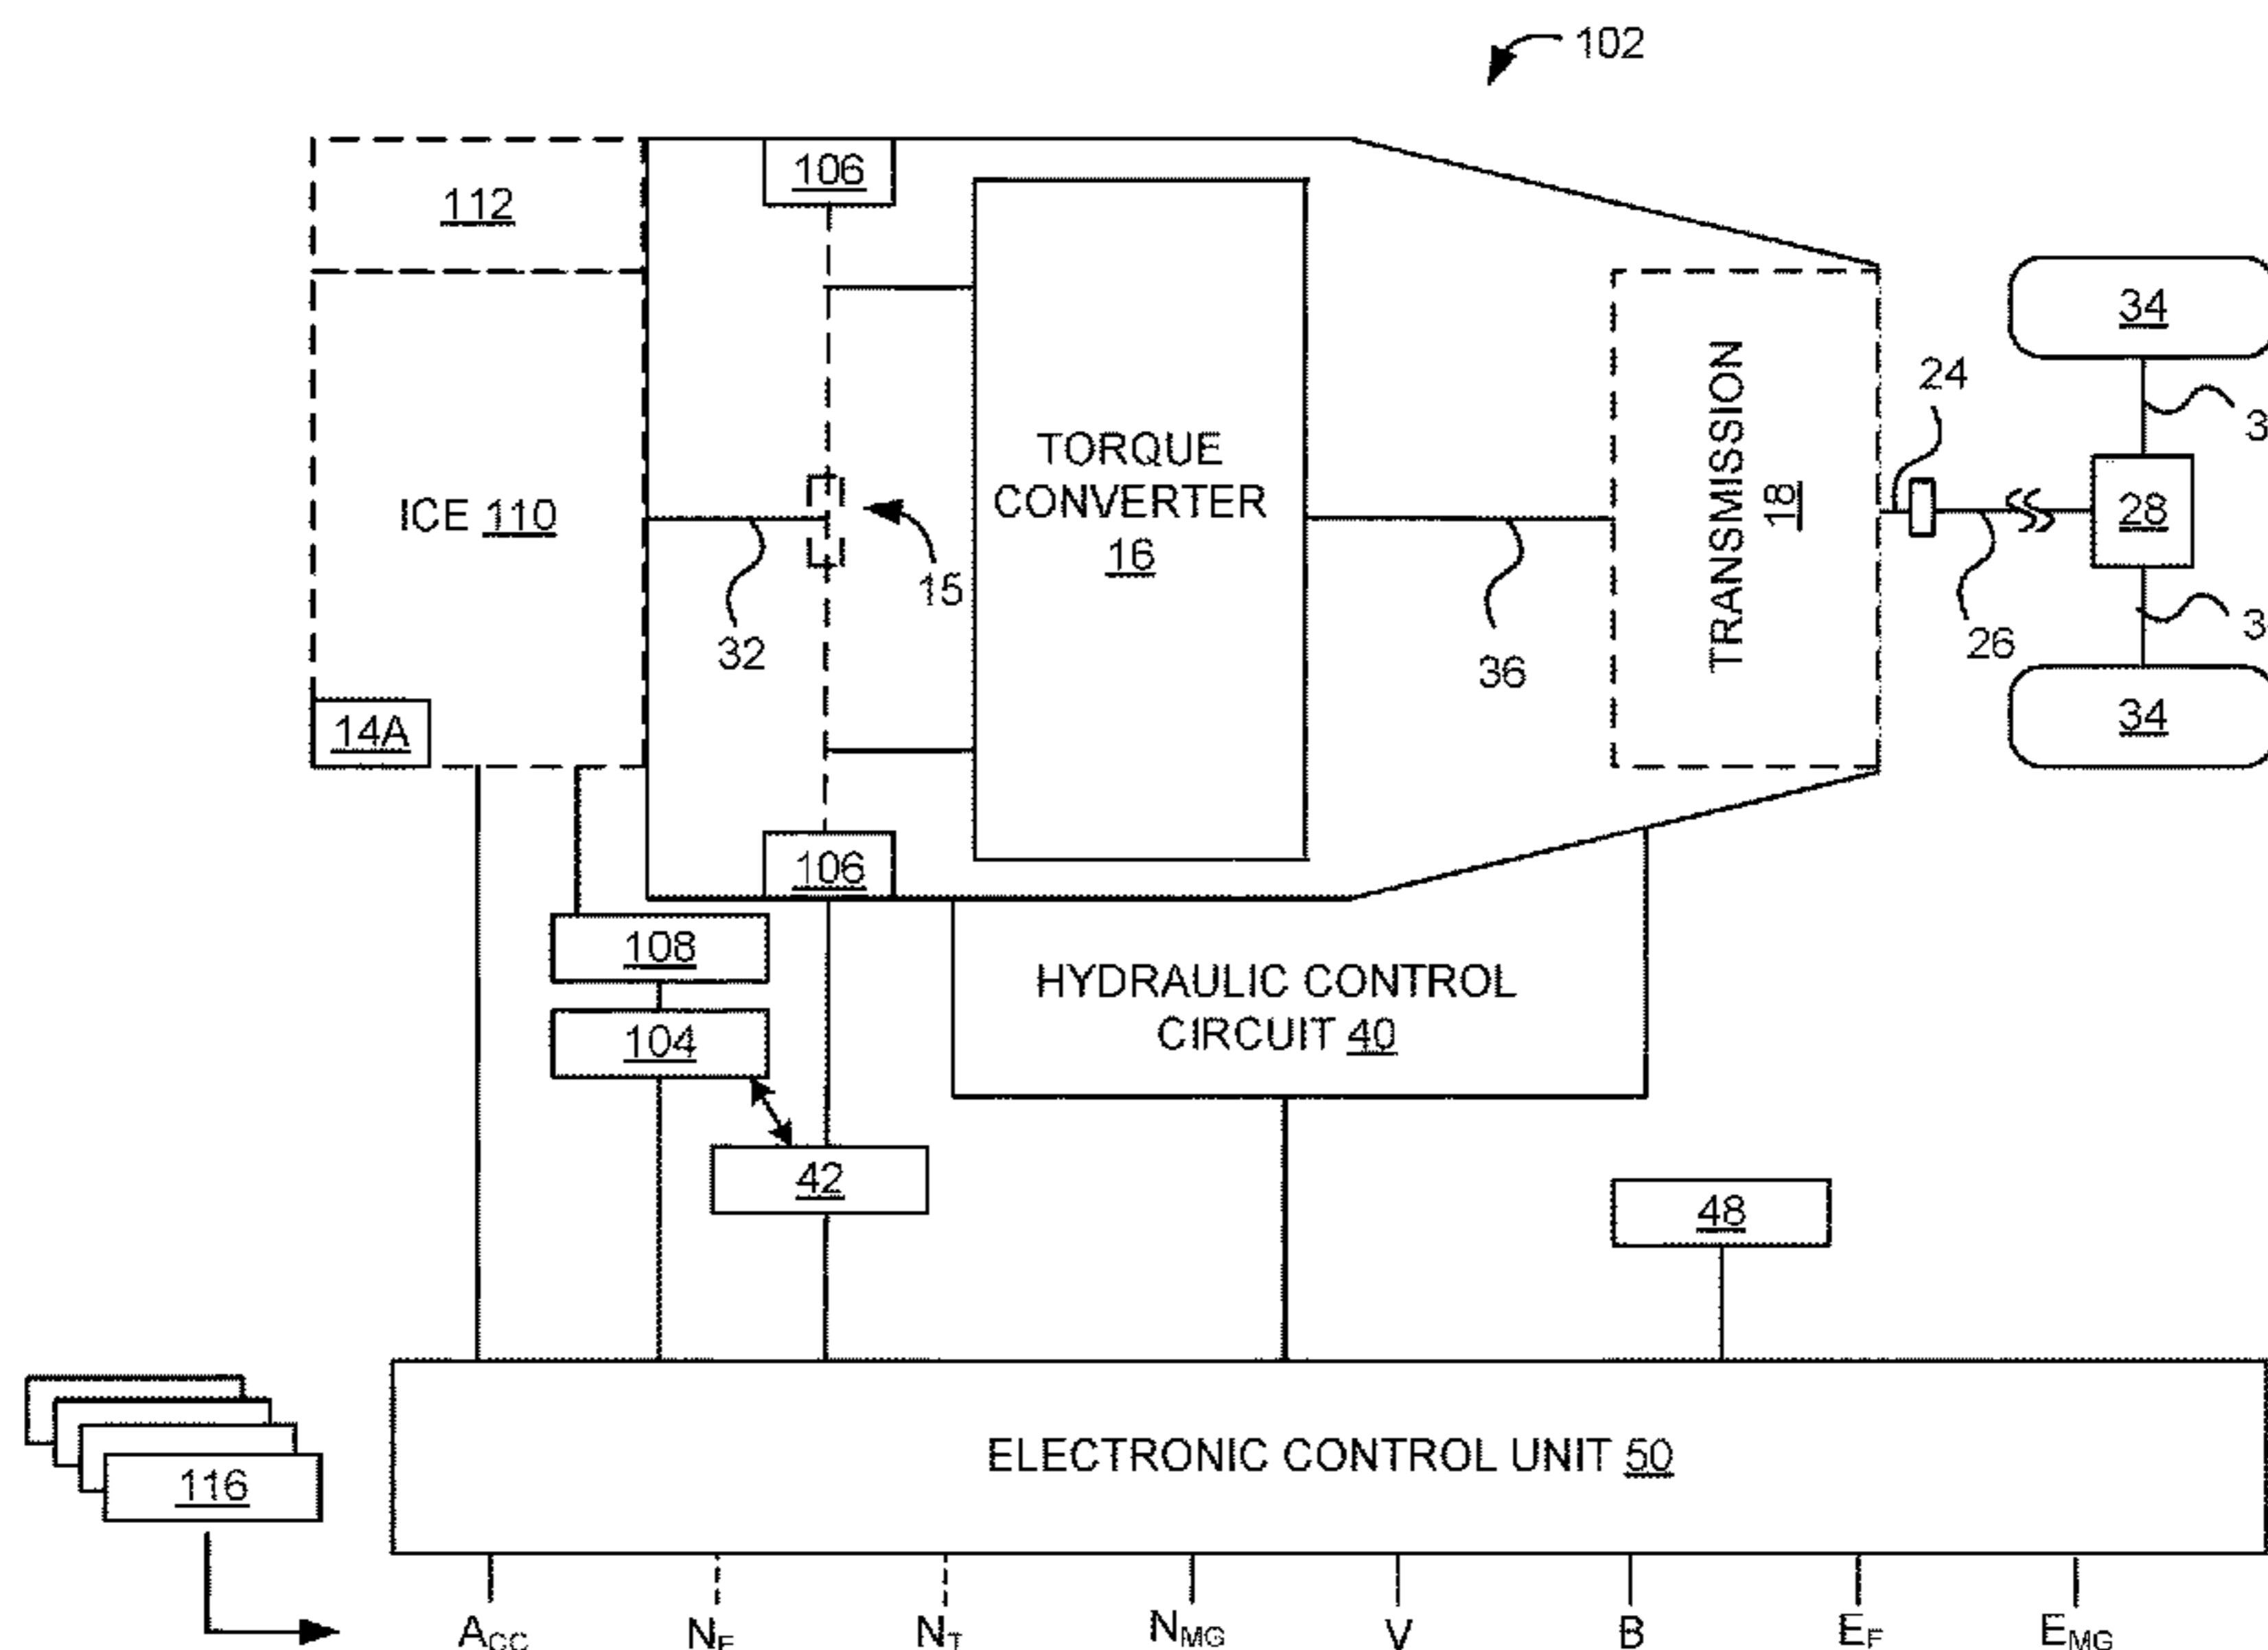 102
106
112
34
TRANSMISSION
18
24
3
TORQUE
CONVERTER
16
ICE 110
28
15
32
36
26
3
14A
34
106
108
HYDRAULIC CONTROL
CIRCUIT 40
104
42
48
ELECTRONIC CONTROL UNIT 50
116
ACC
NE
NT
NMG
V
B
EF
EMG